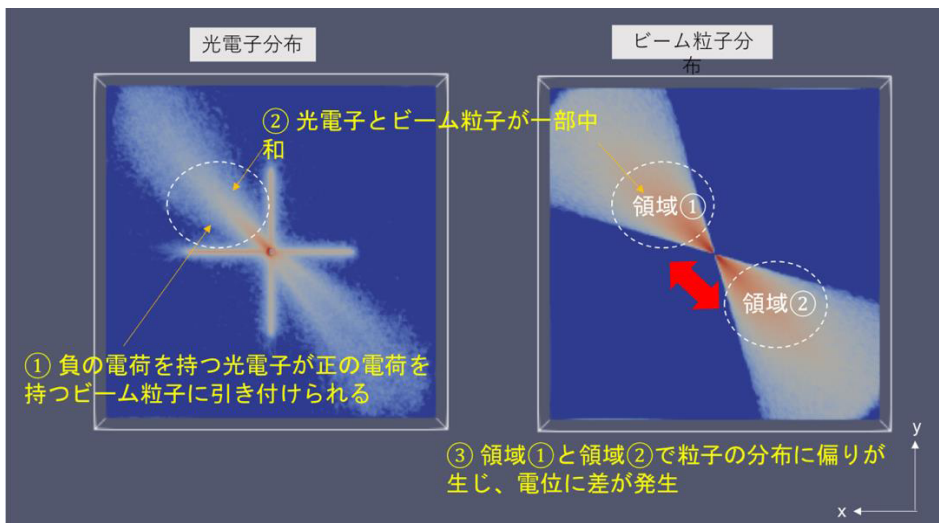 光電子分布
ビーム粒子分
布
② 光電子とビーム粒子が一部中
和
領域①
領域②
① 負の電荷を持つ光電子が正の電荷を
持つビーム粒子に引き付けられる
③ 領域①と領域②で粒子の分布に偏りが
生じ、電位に差が発生
y
x